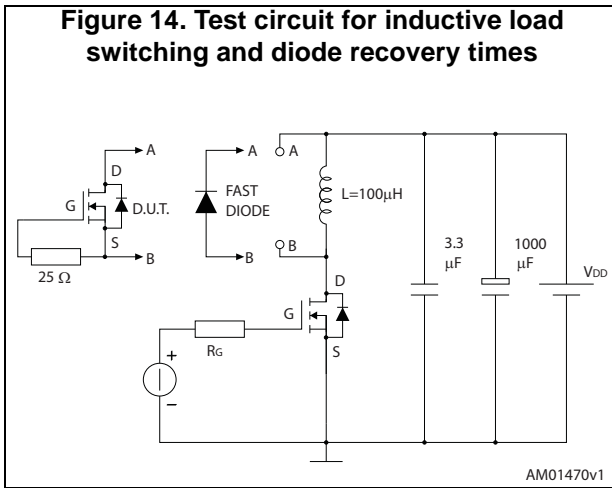 Figure 14. Test circuit for inductive load
switching and diode recovery times
A
D
G
D.U.T.
S
B
25 Ω
A
FAST
DIODE
B
A
L=100μH
B
D
G
S
RG
+
–
3.3
μF
1000
μF
VDD
AM01470v1